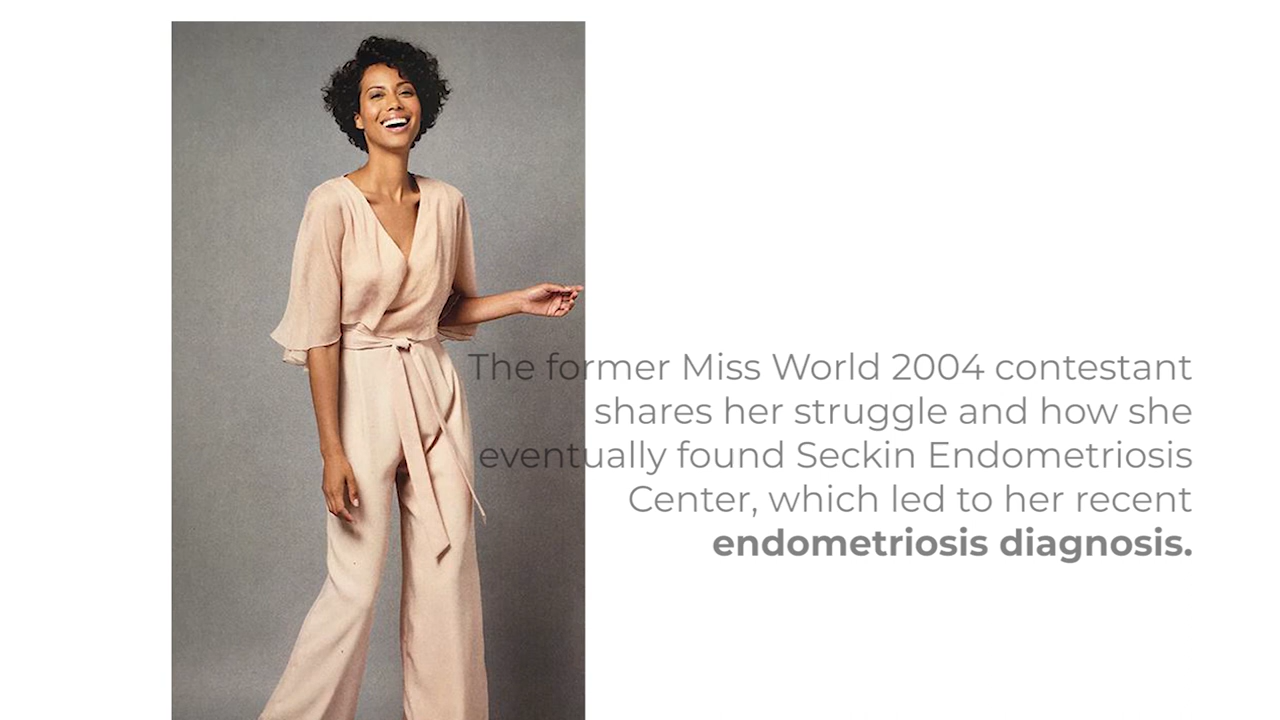 The former Miss World 2004 contestant
shares her struggle and how she
eventually found Seckin Endometriosis
Center, which led to her recent
endometriosis diagnosis.